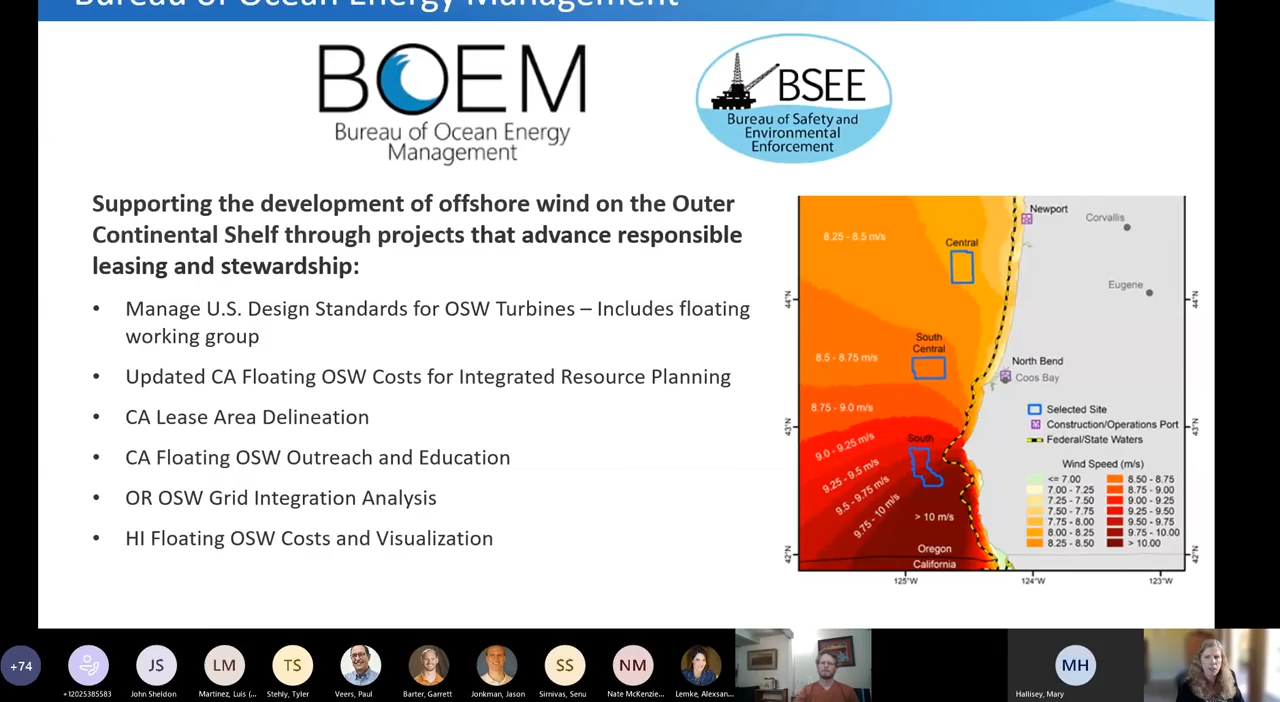 Bureau of Ocean Energy Management
BOEM
Bureau of Ocean Energy
Management
BSEE
Bureau of Safety and
Environmental
Enforcement
Supporting the development of offshore wind on the Outer
Continental Shelf through projects that advance responsible
leasing and stewardship:
• Manage U.S. Design Standards for OSW Turbines – Includes floating
working group
• Updated CA Floating OSW Costs for Integrated Resource Planning
• CA Lease Area Delineation
• CA Floating OSW Outreach and Education
• OR OSW Grid Integration Analysis
• HI Floating OSW Costs and Visualization
Newport
Corvallis
8.25 - 8.5 m/s
Central
Eugene
44°N
44°N
South
Central
8.5 - 8.75 m/s
North Bend
Coos Bay
8.75 - 9.0 m/s
Selected Site
Construction/Operations Port
Federal/State Waters
43°N
43°N
South
9.0 - 9.25 m/s
9.25 - 9.5 m/s
9.5 - 9.75 m/s
9.75 - 10 m/s
> 10 m/s
Wind Speed (m/s)
<= 7.00
7.00 - 7.25
7.25 - 7.50
7.50 - 7.75
7.75 - 8.00
8.00 - 8.25
8.25 - 8.50
8.50 - 8.75
8.75 - 9.00
9.00 - 9.25
9.25 - 9.50
9.50 - 9.75
9.75 - 10.00
> 10.00
Oregon
California
42°N
42°N
125°W
124°W
123°W
+74
JS
LM
TS
SS
NM
MH
+12025385583
John Sheldon
Martinez, Luis (...
Stehly, Tyler
Veers, Paul
Barter, Garrett
Jonkman, Jason
Sirnivas, Senu
Nate McKenzie...
Lemke, Alexsan...
Hallisey, Mary